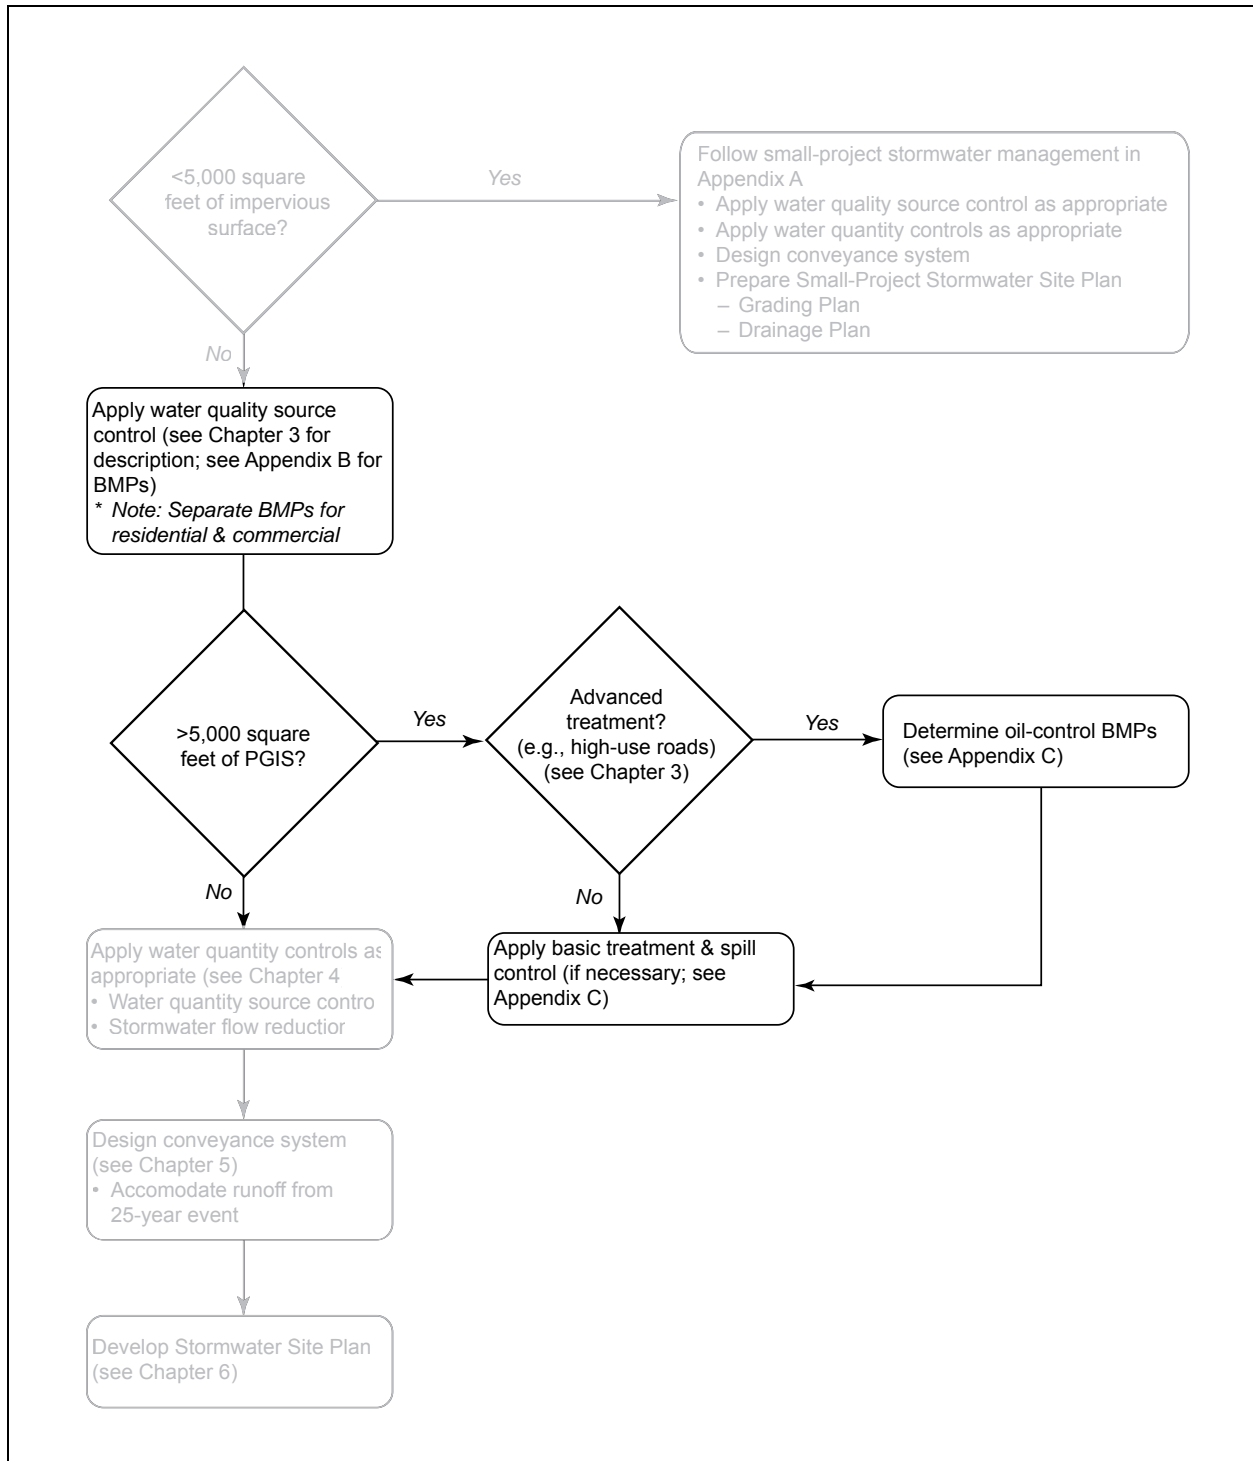 <5,000 square
feet of impervious
surface?
Yes
Follow small-project stormwater management in
Appendix A
• Apply water quality source control as appropriate
• Apply water quantity controls as appropriate
• Design conveyance system
• Prepare Small-Project Stormwater Site Plan
– Grading Plan
– Drainage Plan
No
Apply water quality source
control (see Chapter 3 for
description; see Appendix B for
BMPs)
* Note: Separate BMPs for
residential & commercial
>5,000 square
feet of PGIS?
Yes
Advanced
treatment?
(e.g., high-use roads)
(see Chapter 3)
Yes
Determine oil-control BMPs
(see Appendix C)
No
No
Apply basic treatment & spill
control (if necessary; see
Appendix C)
Apply water quantity controls as
appropriate (see Chapter 4
• Water quantity source contro
• Stormwater flow reduction
Design conveyance system
(see Chapter 5)
• Accomodate runoff from
25-year event
Develop Stormwater Site Plan
(see Chapter 6)